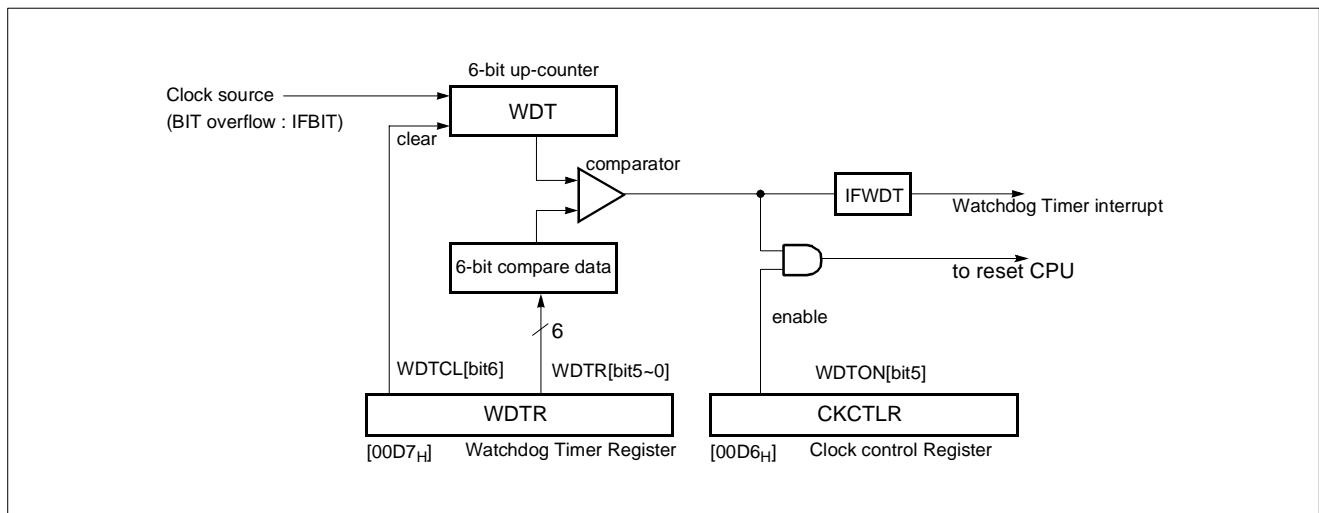 6-bit up-counter
Clock source
(BIT overflow : IFBIT)
WDT
clear
comparator
IFWDT
Watchdog Timer interrupt
6-bit compare data
to reset CPU
enable
6
WDTCL[bit6]
WDTR[bit5~0]
WDTON[bit5]
WDTR
CKCTLR
[00D7H]
Watchdog Timer Register
[00D6H]
Clock control Register